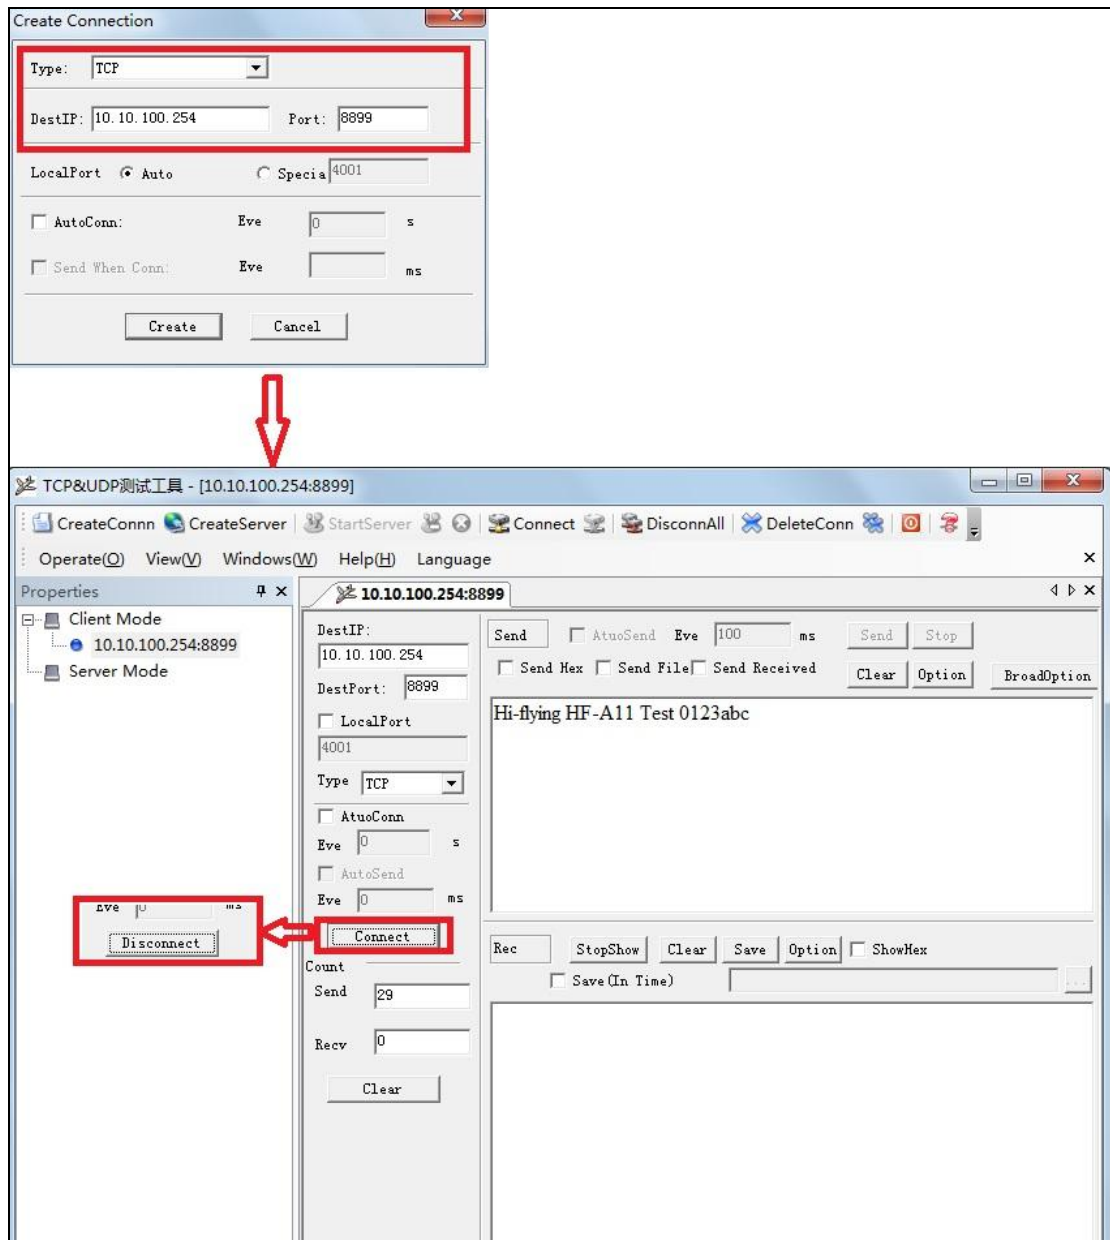 Create Connection
Type: TCP
DestIP: 10.10.100.254 Port: 8899
LocalPort Auto Specia 4001
AutoConn: Eve 0 s
Send When Conn: Eve ms
Create Cancel
TCP&UDP测试工具 - [10.10.100.254:8899]
CreateConnn CreateServer StartServer Connect DisconnAll DeleteConn
Operate(O) View(V) Windows(W) Help(H) Language
Properties
10.10.100.254:8899
Client Mode
10.10.100.254:8899
Server Mode
DestIP:
10.10.100.254
DestPort: 8899
LocalPort
4001
Type TCP
AtuoConn
Eve 0 s
AutoSend
Eve 0 ms
Connect
Eve 0 ms
Disconnect
Count
Send 29
Recv 0
Clear
Send AtuoSend Eve 100 ms Send Stop
Send Hex Send File Send Received Clear Option BroadOption
Hi-flying HF-A11 Test 0123abc
Rec StopShow Clear Save Option ShowHex
Save(In Time) ...